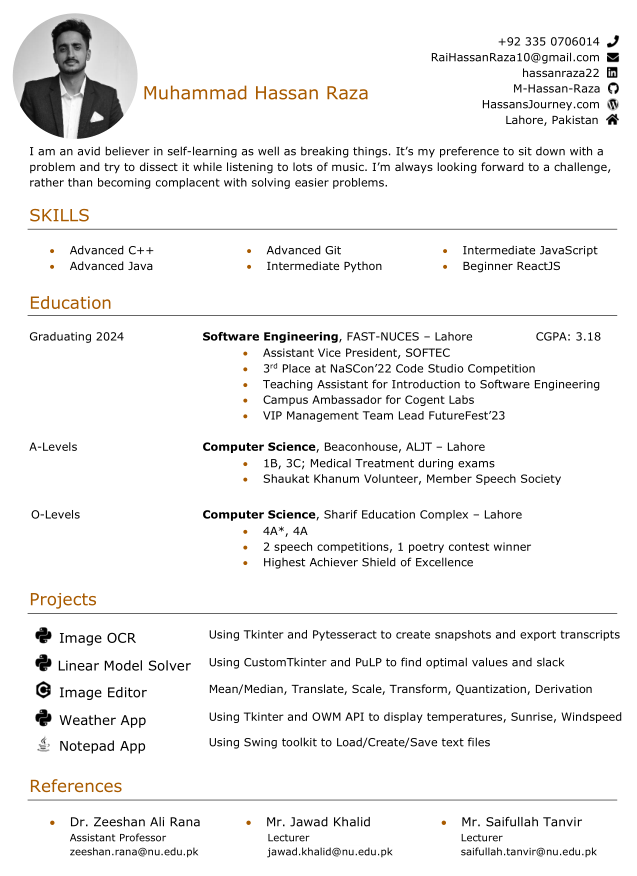 +92 335 0706014
RaiHassanRaza10@gmail.com
hassanraza22
Muhammad Hassan Raza
M-Hassan-Raza
HassansJourney.com
Lahore, Pakistan
I am an avid believer in self-learning as well as breaking things. It’s my preference to sit down with a
problem and try to dissect it while listening to lots of music. I’m always looking forward to a challenge,
rather than becoming complacent with solving easier problems.
SKILLS
• Advanced C++ • Advanced Git • Intermediate JavaScript
• Advanced Java • Intermediate Python • Beginner ReactJS
Education
Graduating 2024 Software Engineering, FAST-NUCES – Lahore CGPA: 3.18
• Assistant Vice President, SOFTEC
• 3rd Place at NaSCon’22 Code Studio Competition
• Teaching Assistant for Introduction to Software Engineering
• Campus Ambassador for Cogent Labs
• VIP Management Team Lead FutureFest’23
A-Levels Computer Science, Beaconhouse, ALJT – Lahore
• 1B, 3C; Medical Treatment during exams
• Shaukat Khanum Volunteer, Member Speech Society
O-Levels Computer Science, Sharif Education Complex – Lahore
• 4A*, 4A
• 2 speech competitions, 1 poetry contest winner
• Highest Achiever Shield of Excellence
Projects
Image OCR Using Tkinter and Pytesseract to create snapshots and export transcripts
Linear Model Solver Using CustomTkinter and PuLP to find optimal values and slack
Image Editor Mean/Median, Translate, Scale, Transform, Quantization, Derivation
Weather App Using Tkinter and OWM API to display temperatures, Sunrise, Windspeed
Notepad App Using Swing toolkit to Load/Create/Save text files
References
• Dr. Zeeshan Ali Rana • Mr. Jawad Khalid • Mr. Saifullah Tanvir
Assistant Professor Lecturer Lecturer
zeeshan.rana@nu.edu.pk jawad.khalid@nu.edu.pk saifullah.tanvir@nu.edu.pk